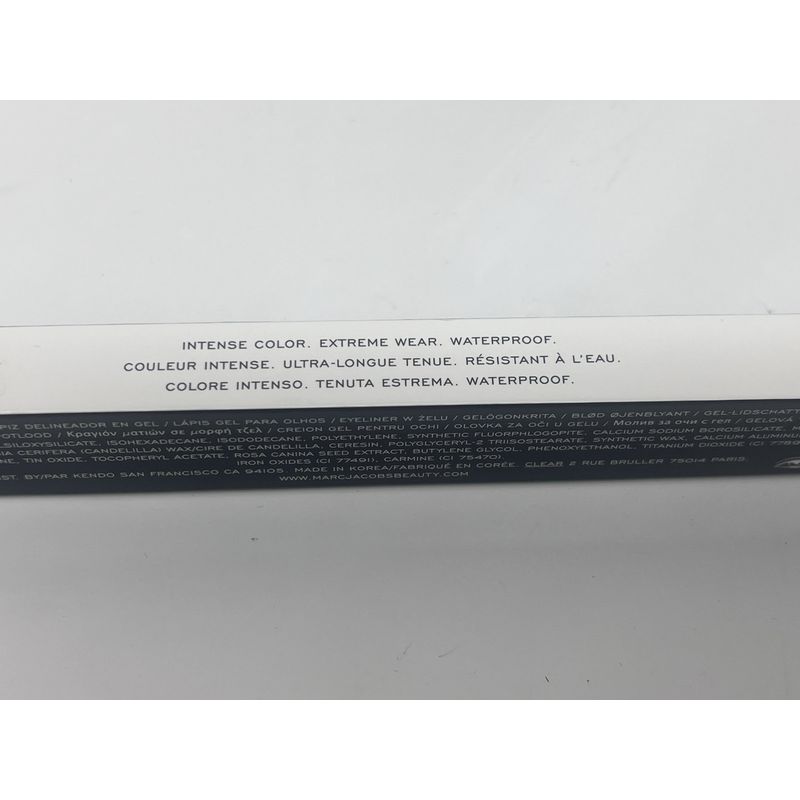 INTENSE COLOR. EXTREME WEAR. WATERPROOF.
COULEUR INTENSE. ULTRA-LONGUE TENUE. RÉSISTANT À L'EAU.
COLORE INTENSO. TENUTA ESTREMA. WATERPROOF.
DELINEADOR EN GEL / LÁPIS GEL PARA OLHOS / EYELINER W ŻELU / GELÖGONKRITA / BLØD ØJENBLYANT / GEL-LIDSCHATT
Κραγιόν ματιών σε μορφή τζελ / CREION GEL PENTRU OCHI / OLOVKA ZA OČI U GELU / Молив за очи с гел / GELOVÁ
ISOHEXADECANE, ISODODECANE, POLYETHYLENE, SYNTHETIC FLUORPHLOGOPITE, CALCIUM SODIUM BOROSILICATE,
CERIFERA (CANDELILLA) WAX/CIRE DE CANDELILLA, CERESIN, POLYGLYCERYL-2 TRIISOSTEARATE, SYNTHETIC WAX, CALCIUM ALUMINUM
TIN OXIDE, TOCOPHERYL ACETATE, ROSA CANINA SEED EXTRACT, BUTYLENE GLYCOL, PHENOXYETHANOL, TITANIUM DIOXIDE
IRON OXIDES (CI 77491), CARMINE (CI 75470).
BY/PAR KENDO SAN FRANCISCO CA 94105. MADE IN KOREA/FABRIQUÉ EN CORÉE. CLEAR 2 RUE BRULLER 75014 PARIS.
WWW.MARCJACOBSBEAUTY.COM